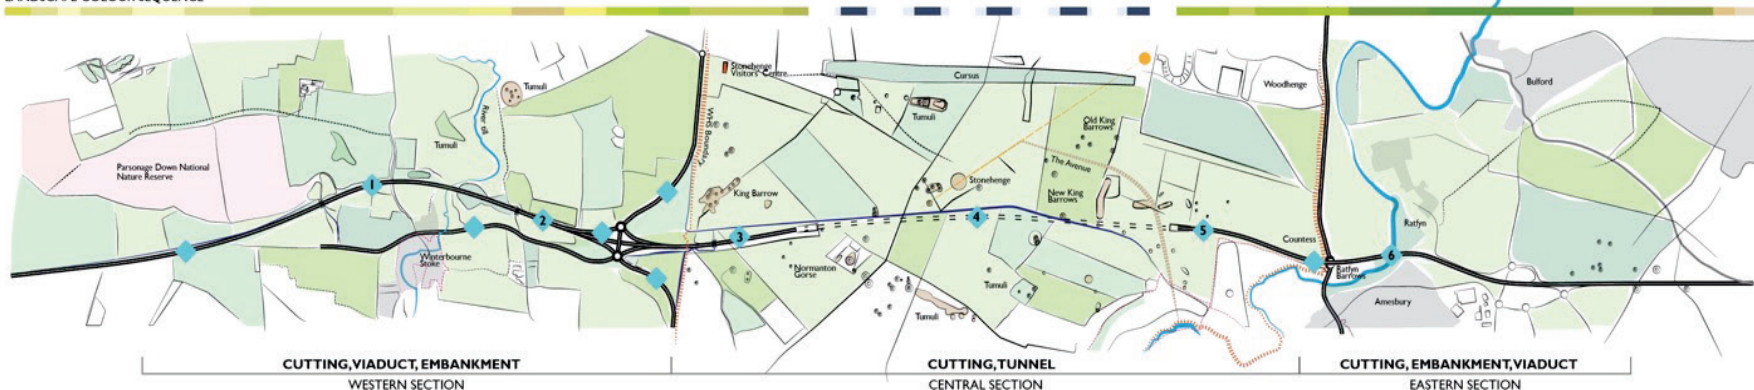 LANDSCAPE COLOUR SEQUENCE
Stonehenge
Visitors' Centre
Cursus
Woodhenge
Bulford
Tumuli
River till
Tumuli
WHS Boundary
Tumuli
Old King
Barrows
Parsonage Down National
Nature Reserve
The Avenue
1
King Barrow
Stonehenge
New King
Barrows
2
3
4
5
Ratfyn
Countess
6
Winterbourne
Stoke
Normanton
Gorse
Ratfyn
Barrows
Tumuli
Amesbury
Tumuli
CUTTING, VIADUCT, EMBANKMENT
CUTTING, TUNNEL
CUTTING, EMBANKMENT, VIADUCT
WESTERN SECTION
CENTRAL SECTION
EASTERN SECTION